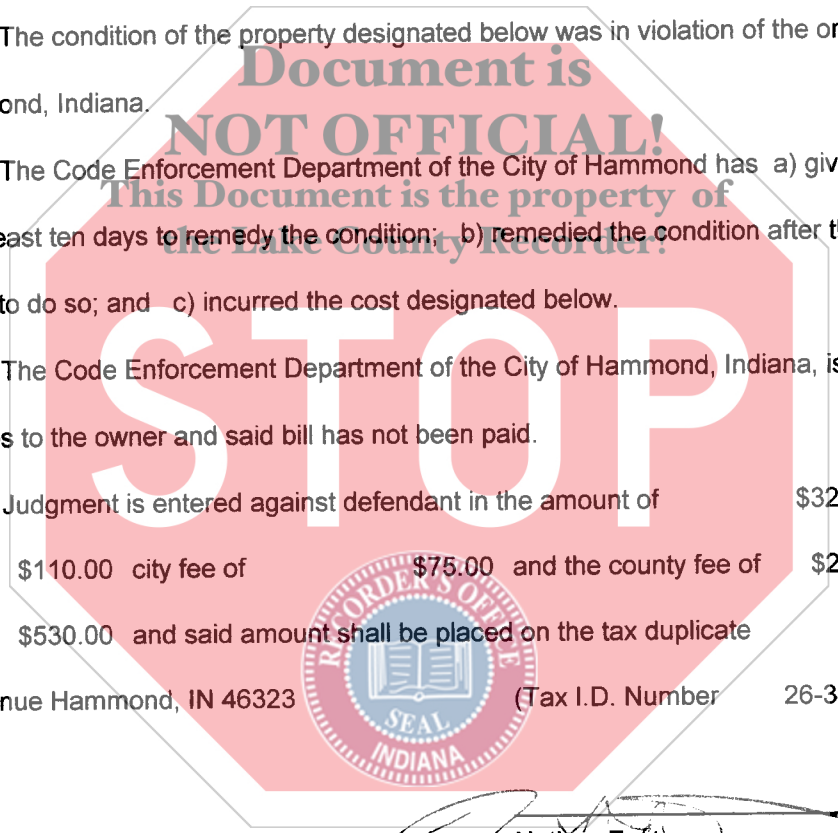 The condition of the property designated below was in violation of the or
Document is
ond, Indiana.
NOT OFFICIAL!
The Code Enforcement Department of the City of Hammond has a) giv
This Document is the property of
east ten days to remedy the condition; b) remedied the condition after t
the Lake County Recorder!
to do so; and c) incurred the cost designated below.
The Code Enforcement Department of the City of Hammond, Indiana, is
STOP
s to the owner and said bill has not been paid.
Judgment is entered against defendant in the amount of $32
$110.00 city fee of $75.00 and the county fee of $2
RECORDER'S OFFICE
$530.00 and said amount shall be placed on the tax duplicate
nue Hammond, IN 46323 (Tax I.D. Number 26-3
SEAL
INDIANA